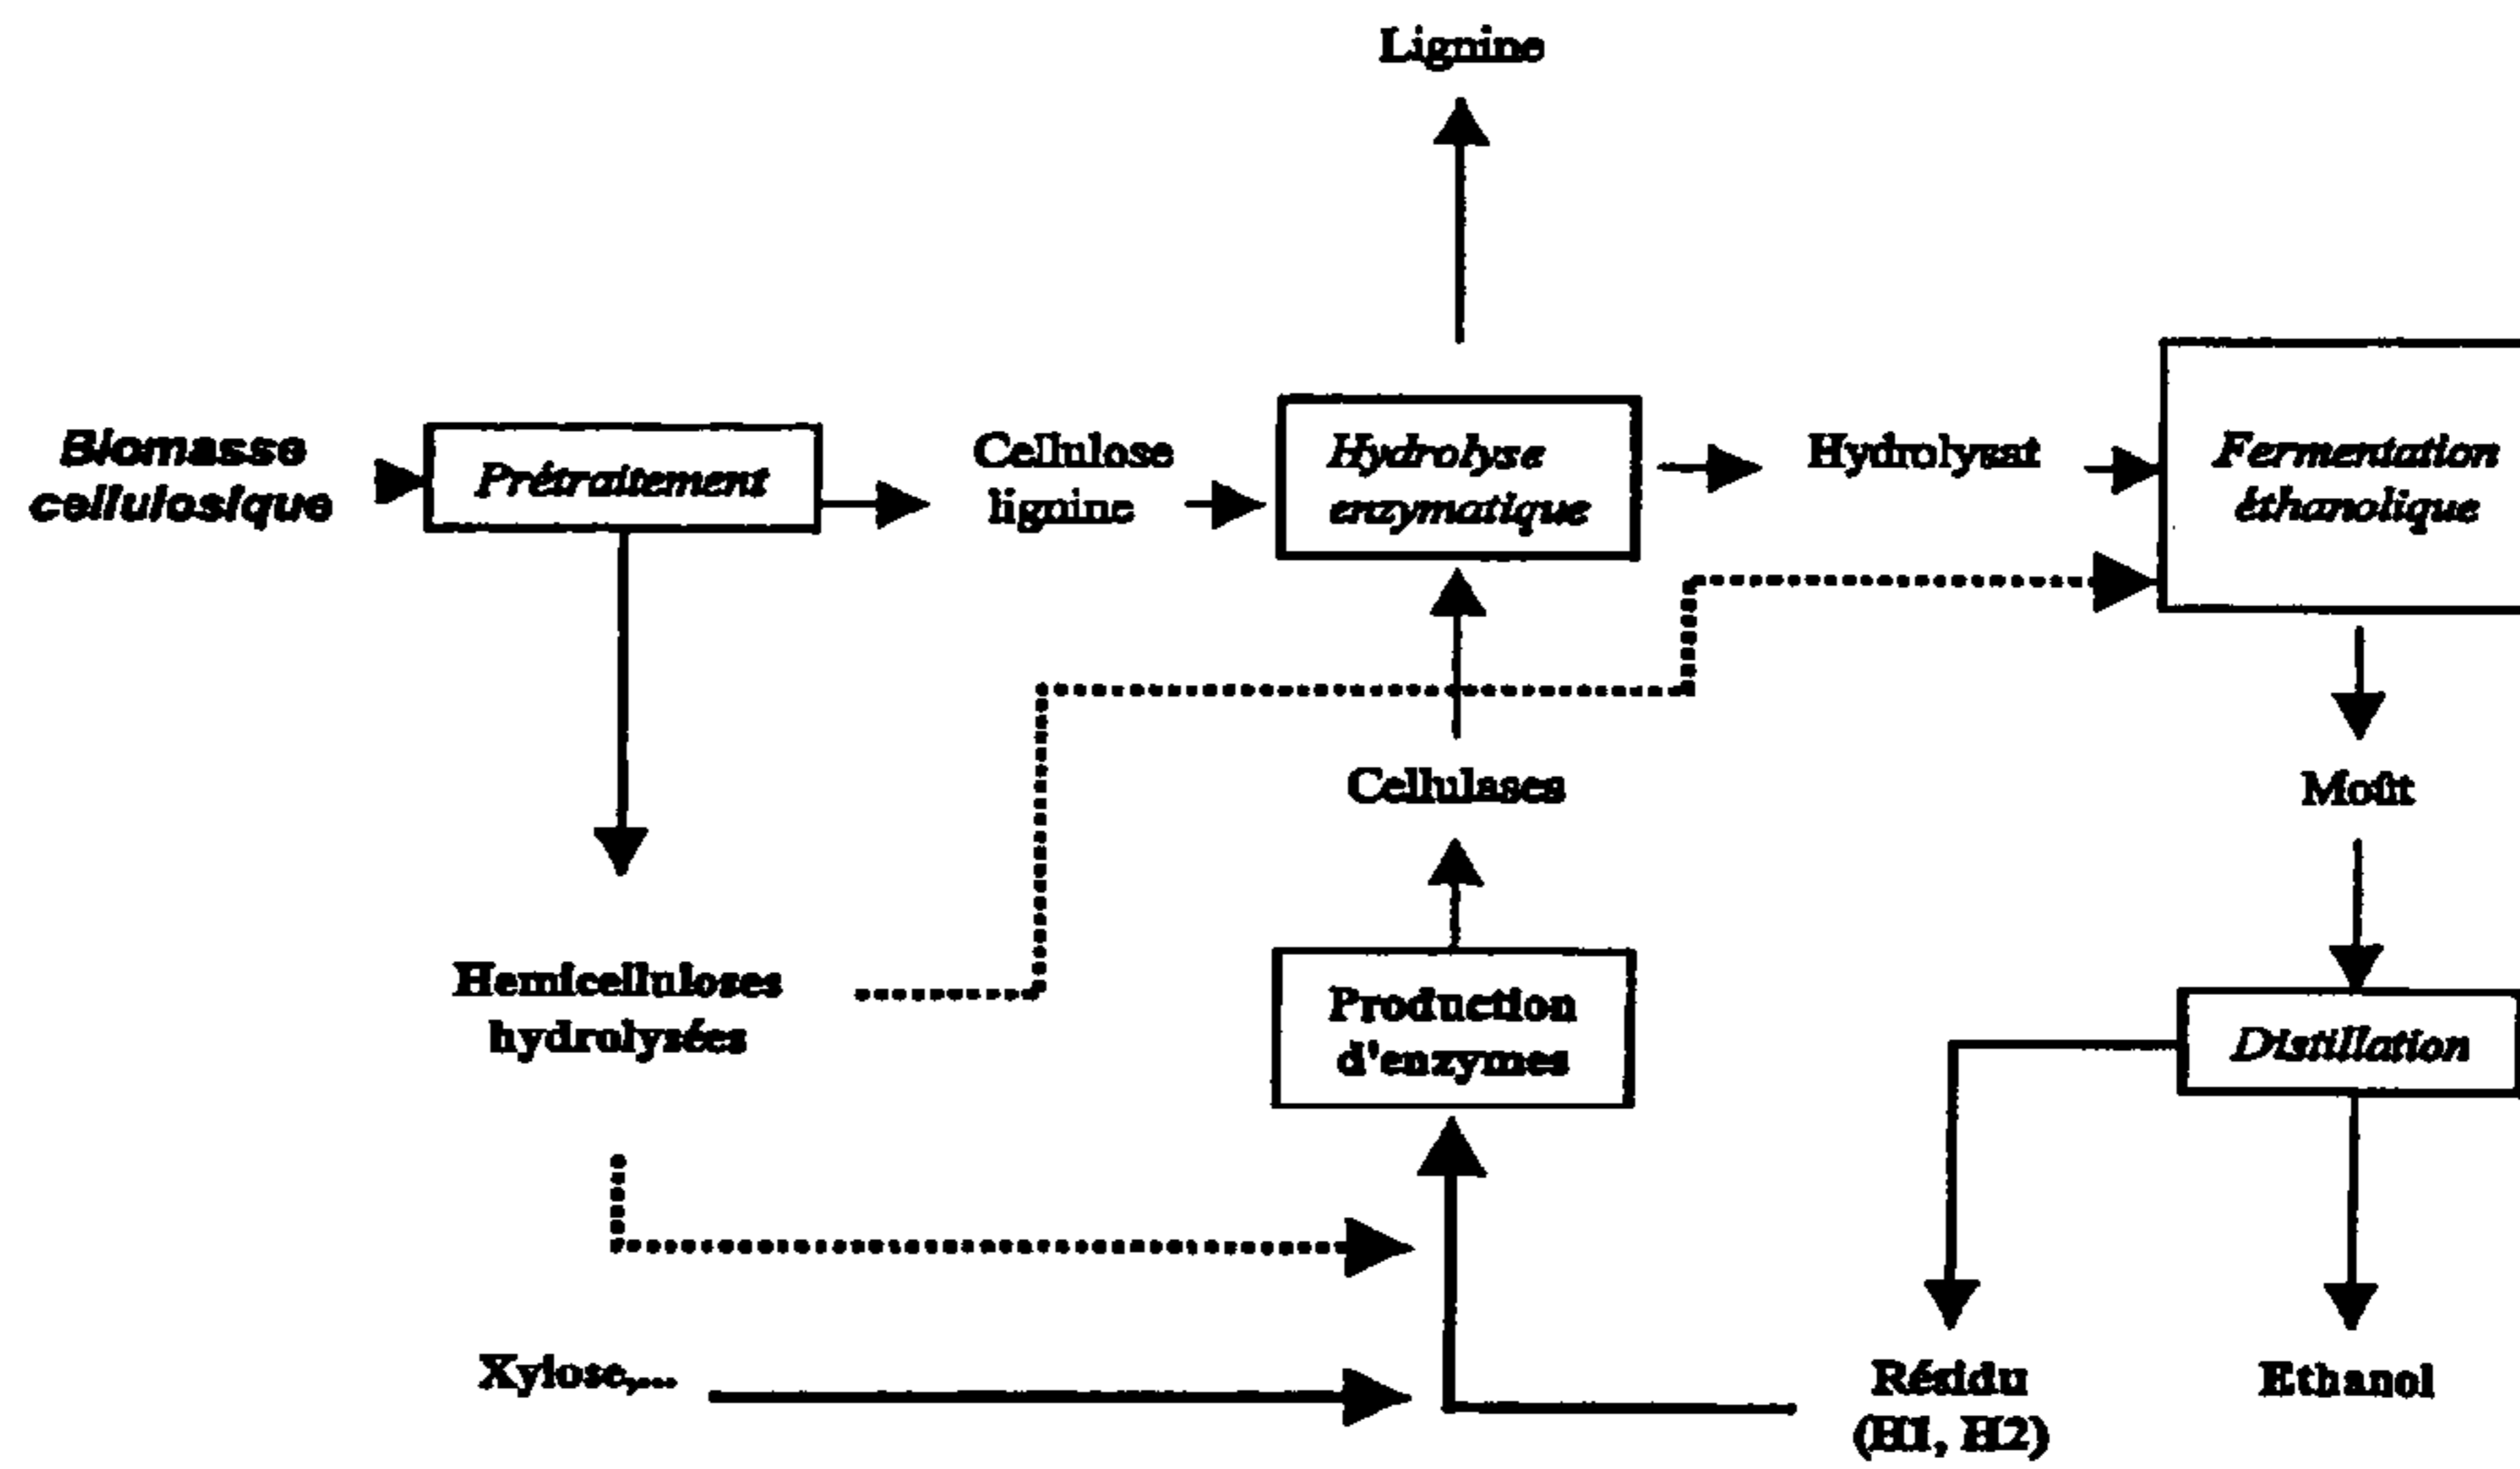 Lignine
Biomasse
cellulosique
Prétraitement
Cellulose
lignine
Hydrolyse
enzymatique
Hydrolysat
Fermentation
éthanolique
Cellulases
Moût
Hemicelluloses
hydrolysées
Production
d'enzymes
Distillation
Xylose,...
Résidu
(H1, H2)
Ethanol